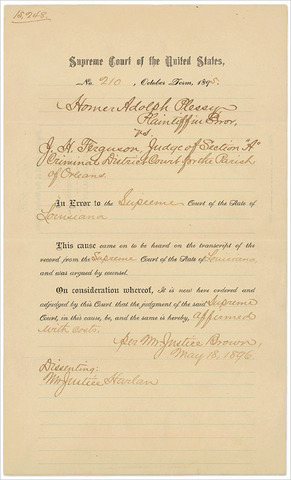 15,248.
Supreme Court of the United States,
No. 210, October Term, 1895.
Homer Adolph Plessy,
Plaintiff in Error,
vs.
J. H. Ferguson, Judge of Section "A"
Criminal District Court for the Parish
of Orleans.
In Error to the Supreme Court of the State of
Louisiana
This cause came on to be heard on the transcript of the
record from the Supreme Court of the State of Louisiana,
and was argued by counsel.
On consideration whereof, It is now here ordered and
adjudged by this Court that the judgment of the said Supreme
Court, in this cause, be, and the same is hereby, affirmed
with costs.
Per Mr. Justice Brown,
May 18, 1896.
Dissenting:
Mr. Justice Harlan